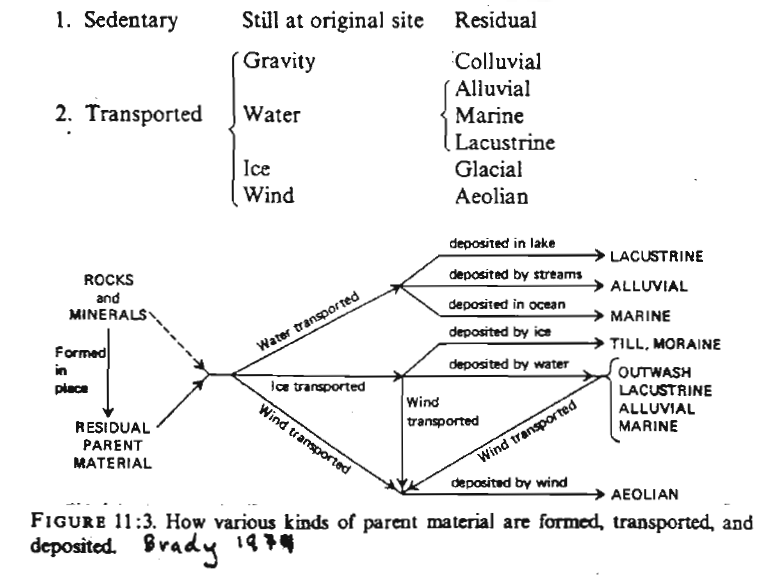 1. Sedentary Still at original site Residual
Gravity Colluvial
Alluvial
2. Transported Water Marine
Lacustrine
Ice Glacial
Wind Aeolian
deposited in lake LACUSTRINE
ROCKS
and
MINERALS
deposited by streams ALLUVIAL
deposited in ocean MARINE
Water transported
deposited by ice TILL, MORAINE
Formed
in
place
deposited by water
Ice transported
OUTWASH
LACUSTRINE
ALLUVIAL
MARINE
Wind
transported
Wind transported
Wind transported
RESIDUAL
PARENT
MATERIAL
deposited by wind AEOLIAN
FIGURE 11:3. How various kinds of parent material are formed, transported, and
deposited. Brady